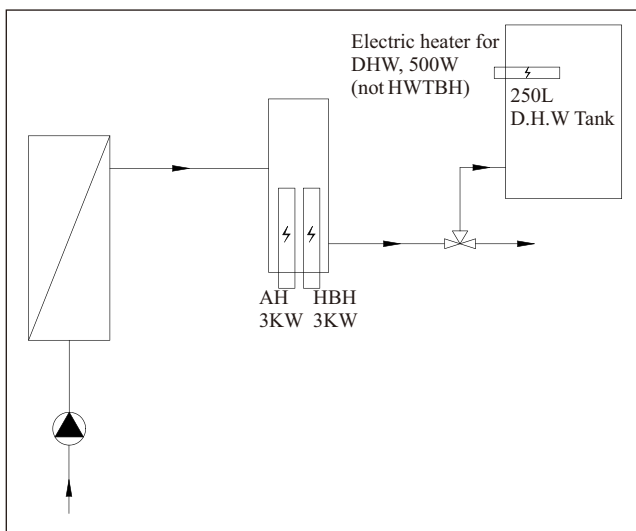 Electric heater for
DHW, 500W
(not HWTBH)
250L
D.H.W Tank
AH HBH
3KW 3KW